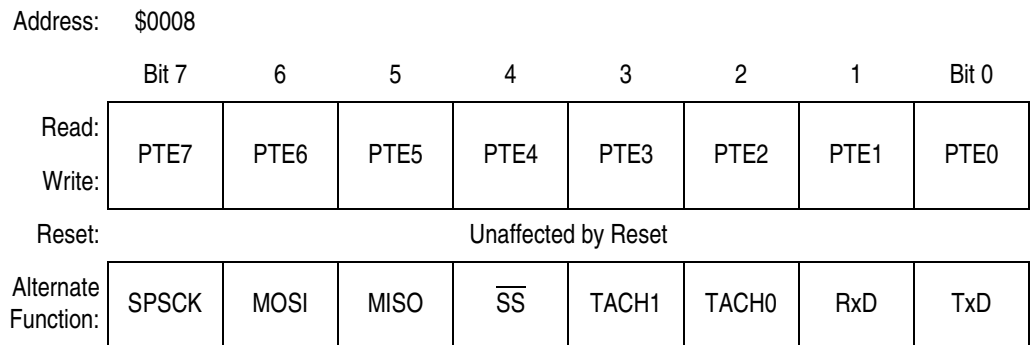 Address: $0008
Bit 7 6 5 4 3 2 1 Bit 0
Read:
PTE7 PTE6 PTE5 PTE4 PTE3 PTE2 PTE1 PTE0
Write:
Reset: Unaffected by Reset
Alternate
Function: SPSCK MOSI MISO S̅S̅ TACH1 TACH0 RxD TxD